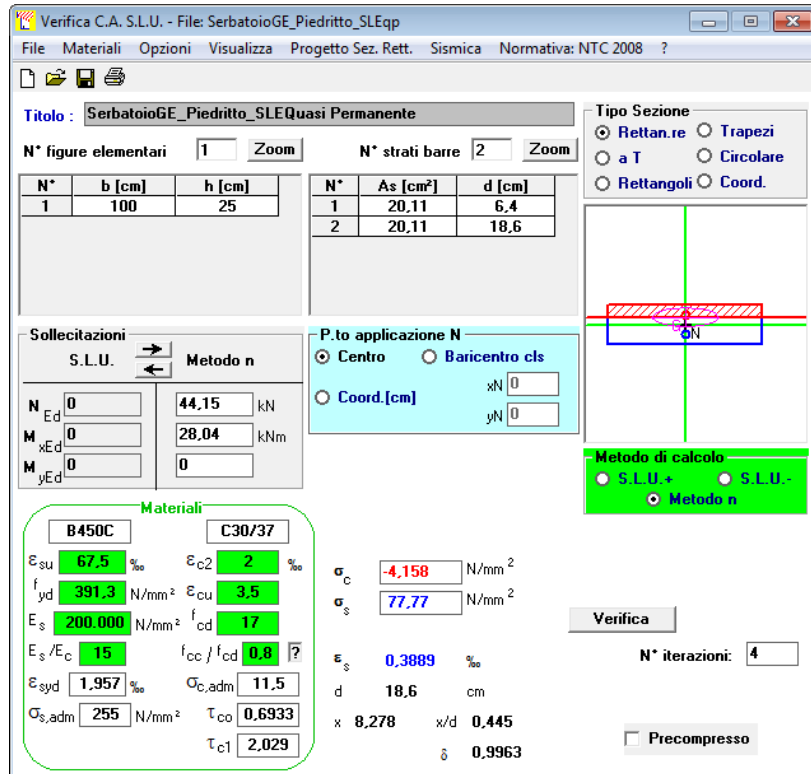 Verifica C.A. S.L.U. - File: SerbatoioGE_Piedritto_SLEqp
File Materiali Opzioni Visualizza Progetto Sez. Rett. Sismica Normativa: NTC 2008 ?
Titolo : SerbatoioGE_Piedritto_SLEQuasi Permanente
N* figure elementari 1 Zoom N* strati barre 2 Zoom
N* b [cm] h [cm]
1 100 25
N* As [cm²] d [cm]
1 20,11 6,4
2 20,11 18,6
Tipo Sezione
Rettan.re Trapezi
a T Circolare
Rettangoli Coord.
N
Sollecitazioni
S.L.U. Metodo n
N Ed 0 44,15 kN
M xEd 0 28,04 kNm
M yEd 0 0
P.to applicazione N
Centro Baricentro cls
Coord.[cm] xN 0
yN 0
Metodo di calcolo
S.L.U.+ S.L.U.-
Metodo n
Materiali
B450C C30/37
εsu 67,5 ‰ εc2 2 ‰
fyd 391,3 N/mm² εcu 3,5
Es 200.000 N/mm² fcd 17
Es/Ec 15 fcc/fcd 0,8 ?
εsyd 1,957 ‰ σc,adm 11,5
σs,adm 255 N/mm² τco 0,6933
τc1 2,029
σc -4,158 N/mm²
σs 77,77 N/mm²
εs 0,3889 ‰
d 18,6 cm
x 8,278 x/d 0,445
δ 0,9963
Verifica
N* iterazioni: 4
Precompresso